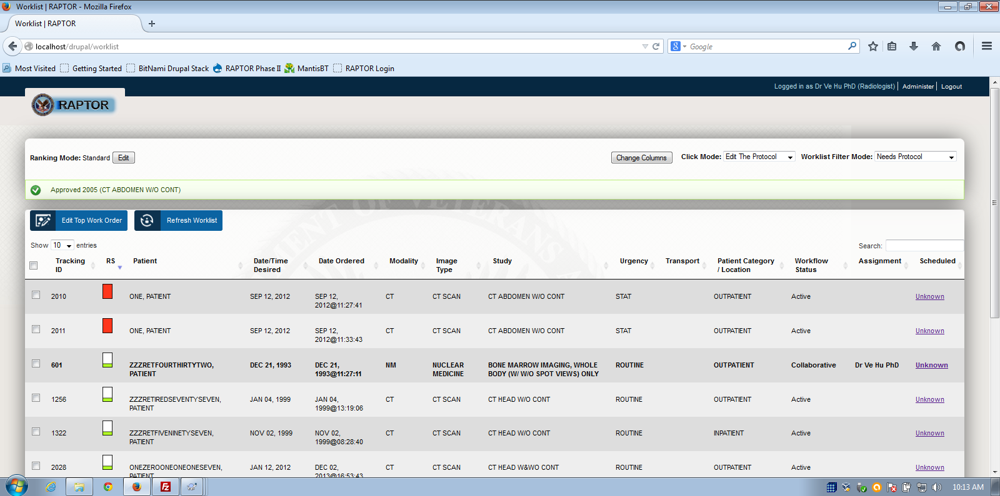 Worklist | RAPTOR - Mozilla Firefox
Worklist | RAPTOR
localhost/drupal/worklist
Google
Most Visited Getting Started BitNami Drupal Stack RAPTOR Phase II MantisBT RAPTOR Login
Logged in as Dr Ve Hu PhD (Radiologist) Administer Logout
RAPTOR
Ranking Mode: Standard Edit Change Columns Click Mode: Edit The Protocol Worklist Filter Mode: Needs Protocol
Approved 2005 (CT ABDOMEN W/O CONT)
MENT OF VETERANS
Edit Top Work Order Refresh Worklist
Show 10 entries Search:
Tracking ID RS Patient Date/Time Desired Date Ordered Modality Image Type Study Urgency Transport Patient Category / Location Workflow Status Assignment Scheduled
2010 ONE, PATIENT SEP 12, 2012 SEP 12, 2012@11:27:41 CT CT SCAN CT ABDOMEN W/O CONT STAT OUTPATIENT Active Unknown
2011 ONE, PATIENT SEP 12, 2012 SEP 12, 2012@11:33:43 CT CT SCAN CT ABDOMEN W/O CONT STAT OUTPATIENT Active Unknown
601 ZZZRETFOURTHIRTYTWO, PATIENT DEC 21, 1993 DEC 21, 1993@11:27:11 NM NUCLEAR MEDICINE BONE MARROW IMAGING, WHOLE BODY (W/ W/O SPOT VIEWS) ONLY ROUTINE OUTPATIENT Collaborative Dr Ve Hu PhD Unknown
1256 ZZZRETIREDSEVENTYSEVEN, PATIENT JAN 04, 1999 JAN 04, 1999@13:19:06 CT CT SCAN CT HEAD W/O CONT ROUTINE OUTPATIENT Active Unknown
1322 ZZZRETFIVENINETYSEVEN, PATIENT NOV 02, 1999 NOV 02, 1999@08:28:40 CT CT SCAN CT HEAD W/O CONT ROUTINE INPATIENT Active Unknown
2028 ONEZEROONEONEONESEVEN, PATIENT JAN 12, 2012 DEC 02, 2013@16:53:43 CT CT SCAN CT HEAD W&WO CONT ROUTINE OUTPATIENT Active Unknown
10:13 AM